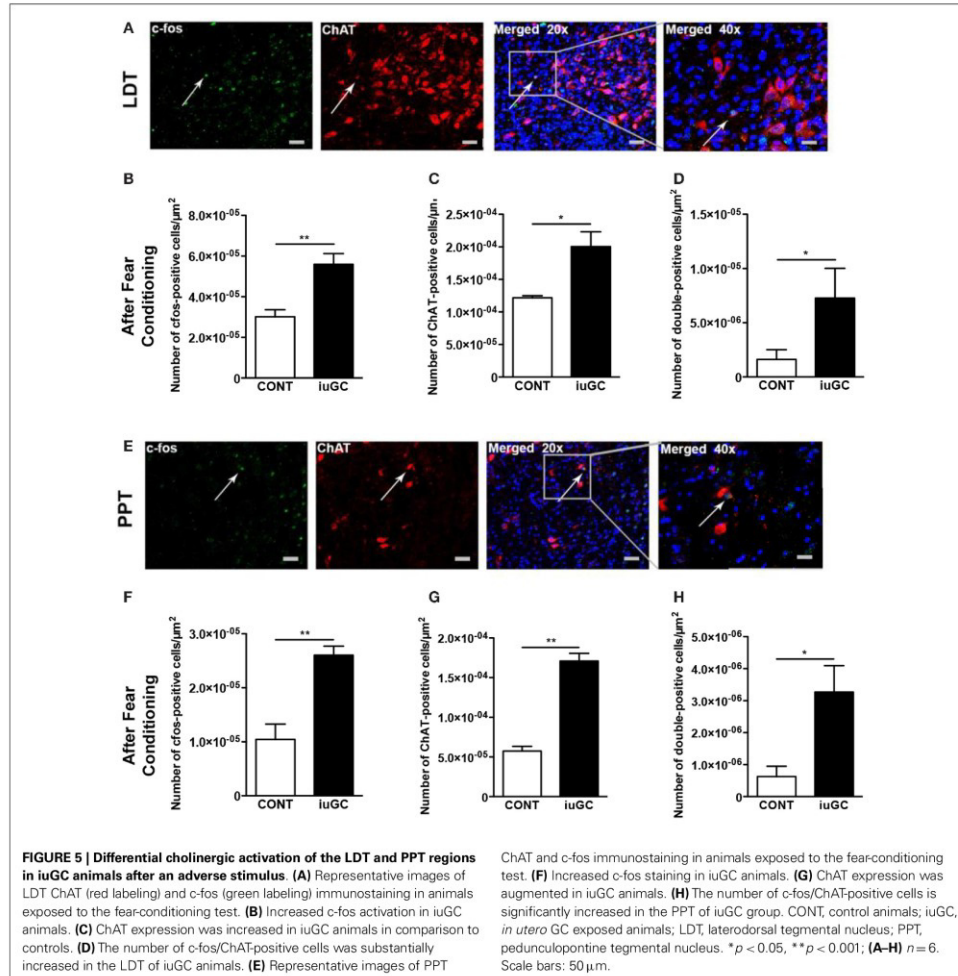 A
c-fos
ChAT
Merged 20x
Merged 40x
LDT
B
C
D
After Fear
Conditioning
Number of cfos-positive cells/µm²
8.0×10⁻⁰⁵
6.0×10⁻⁰⁵
4.0×10⁻⁰⁵
2.0×10⁻⁰⁵
0
**
CONT
iuGC
Number of ChAT-positive cells/µm
2.5×10⁻⁰⁴
2.0×10⁻⁰⁴
1.5×10⁻⁰⁴
1.0×10⁻⁰⁴
5.0×10⁻⁰⁵
0
*
CONT
iuGC
Number of double-positive cells/µm²
1.5×10⁻⁰⁵
1.0×10⁻⁰⁵
5.0×10⁻⁰⁶
0
*
CONT
iuGC
E
c-fos
ChAT
Merged 20x
Merged 40x
PPT
F
G
H
After Fear
Conditioning
Number of cfos-positive cells/µm²
3.0×10⁻⁰⁵
2.0×10⁻⁰⁵
1.0×10⁻⁰⁵
0
**
CONT
iuGC
Number of ChAT-positive cells/µm²
2.0×10⁻⁰⁴
1.5×10⁻⁰⁴
1.0×10⁻⁰⁴
5.0×10⁻⁰⁵
0
**
CONT
iuGC
Number of double-positive cells/µm²
5.0×10⁻⁰⁶
4.0×10⁻⁰⁶
3.0×10⁻⁰⁶
2.0×10⁻⁰⁶
1.0×10⁻⁰⁶
0
*
CONT
iuGC
FIGURE 5 | Differential cholinergic activation of the LDT and PPT regions
in iuGC animals after an adverse stimulus. (A) Representative images of
LDT ChAT (red labeling) and c-fos (green labeling) immunostaining in animals
exposed to the fear-conditioning test. (B) Increased c-fos activation in iuGC
animals. (C) ChAT expression was increased in iuGC animals in comparison to
controls. (D) The number of c-fos/ChAT-positive cells was substantially
increased in the LDT of iuGC animals. (E) Representative images of PPT
ChAT and c-fos immunostaining in animals exposed to the fear-conditioning
test. (F) Increased c-fos staining in iuGC animals. (G) ChAT expression was
augmented in iuGC animals. (H) The number of c-fos/ChAT-positive cells is
significantly increased in the PPT of iuGC group. CONT, control animals; iuGC,
in utero GC exposed animals; LDT, laterodorsal tegmental nucleus; PPT,
pedunculopontine tegmental nucleus. *p < 0.05, **p < 0.001; (A–H) n = 6.
Scale bars: 50 µm.